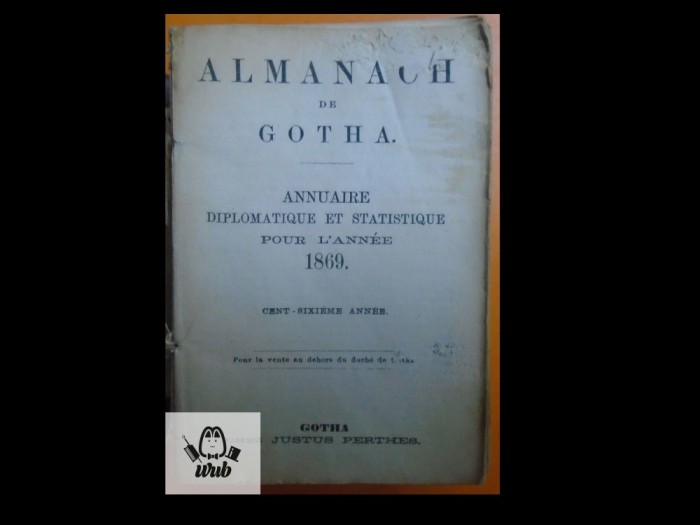 ALMANACH
DE
GOTHA.
ANNUAIRE
DIPLOMATIQUE ET STATISTIQUE
POUR L'ANNÉE
1869.
CENT-SIXIÈME ANNÉE.
Pour la vente au dehors du duché de Gotha
GOTHA
JUSTUS PERTHES.
wub